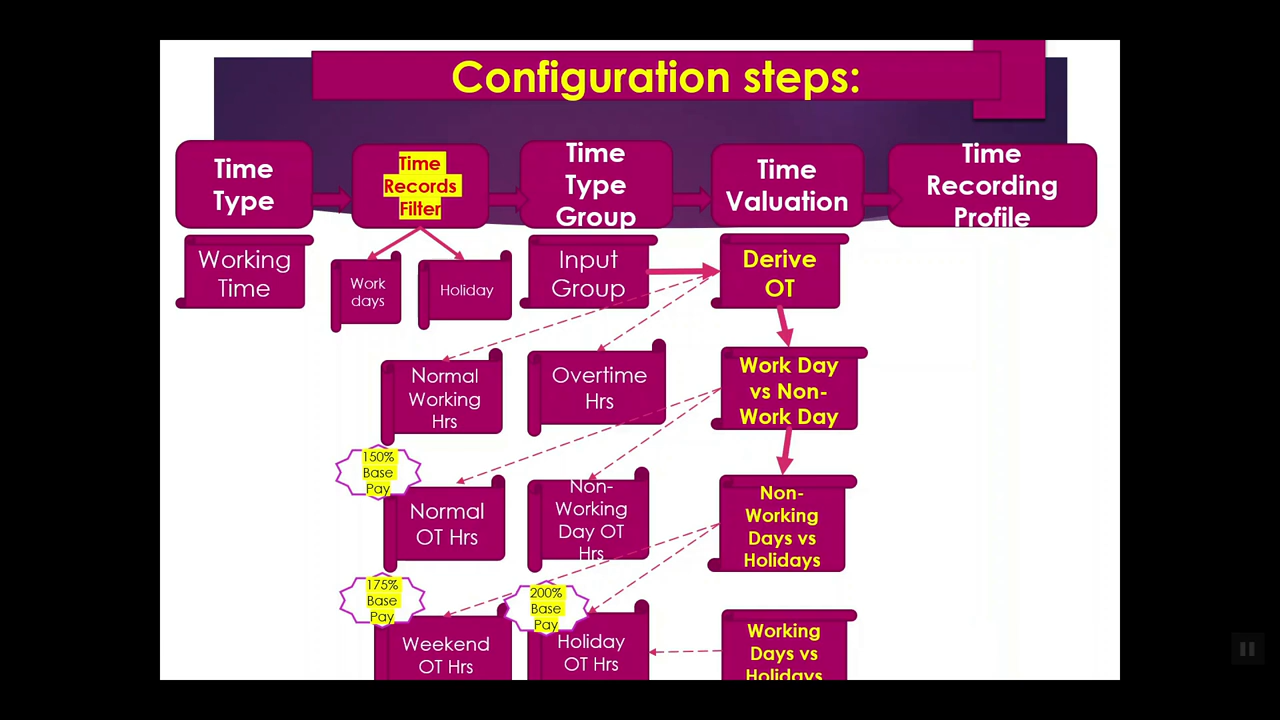 Configuration steps:
Time
Type
Time
Records
Filter
Time
Type
Group
Time
Valuation
Time
Recording
Profile
Working
Time
Work
days
Holiday
Input
Group
Derive
OT
Normal
Working
Hrs
Overtime
Hrs
Work Day
vs Non-
Work Day
150%
Base
Pay
Normal
OT Hrs
Non-
Working
Day OT
Hrs
Non-
Working
Days vs
Holidays
175%
Base
Pay
Weekend
OT Hrs
200%
Base
Pay
Holiday
OT Hrs
Working
Days vs
Holidays